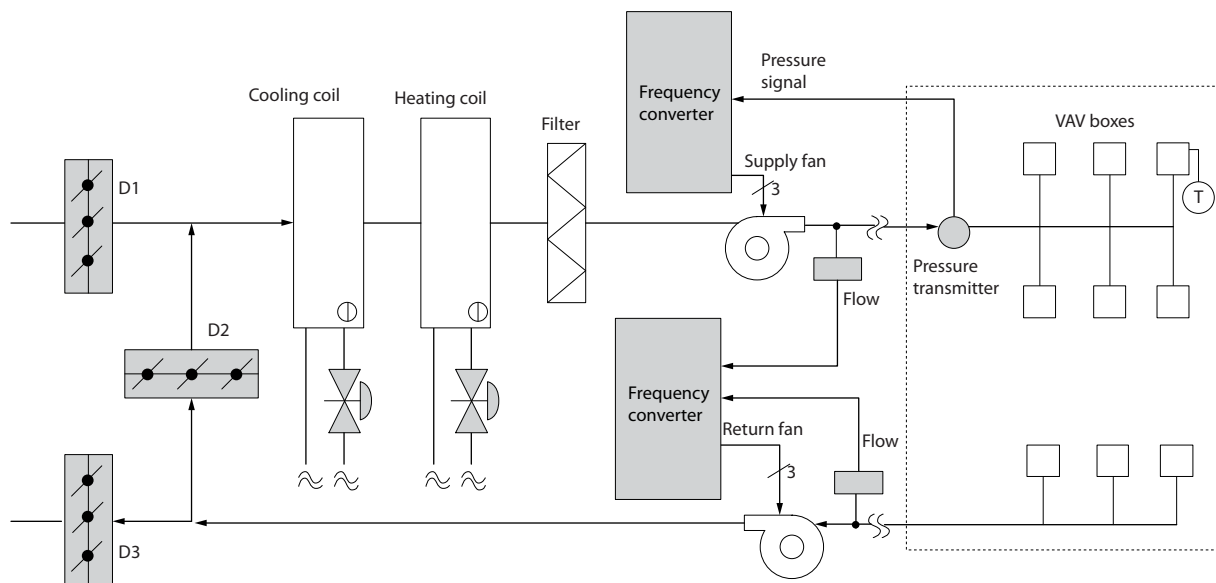 Cooling coil
Heating coil
Filter
Frequency
converter
Pressure
signal
VAV boxes
Supply fan
3
T
D1
D2
D3
Pressure
transmitter
Flow
Frequency
converter
Return fan
3
Flow